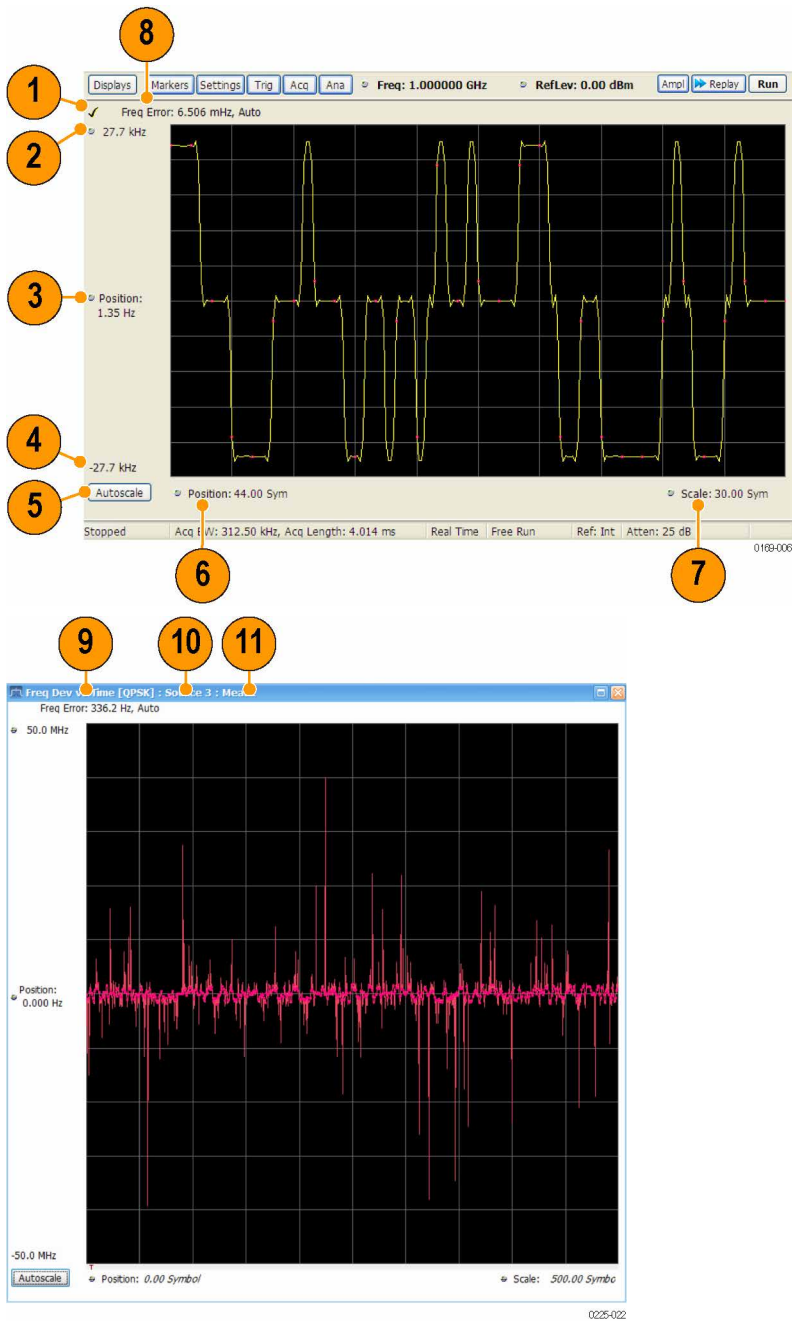 8
Displays Markers Settings Trig Acq Ana Freq: 1.000000 GHz RefLev: 0.00 dBm Ampl Replay Run
1
Freq Error: 6.506 mHz, Auto
2
27.7 kHz
3
Position:
1.35 Hz
4
-27.7 kHz
5
Autoscale Position: 44.00 Sym Scale: 30.00 Sym
Stopped Acq BW: 312.50 kHz, Acq Length: 4.014 ms Real Time Free Run Ref: Int Atten: 25 dB
0169-006
6 7
9 10 11
Freq Dev Time [QPSK] : 3 :
Freq Error: 336.2 Hz, Auto
50.0 MHz
Position:
0.000 Hz
-50.0 MHz
T
Autoscale Position: 0.00 Symbol Scale: 500.00 Symbo
0225-022